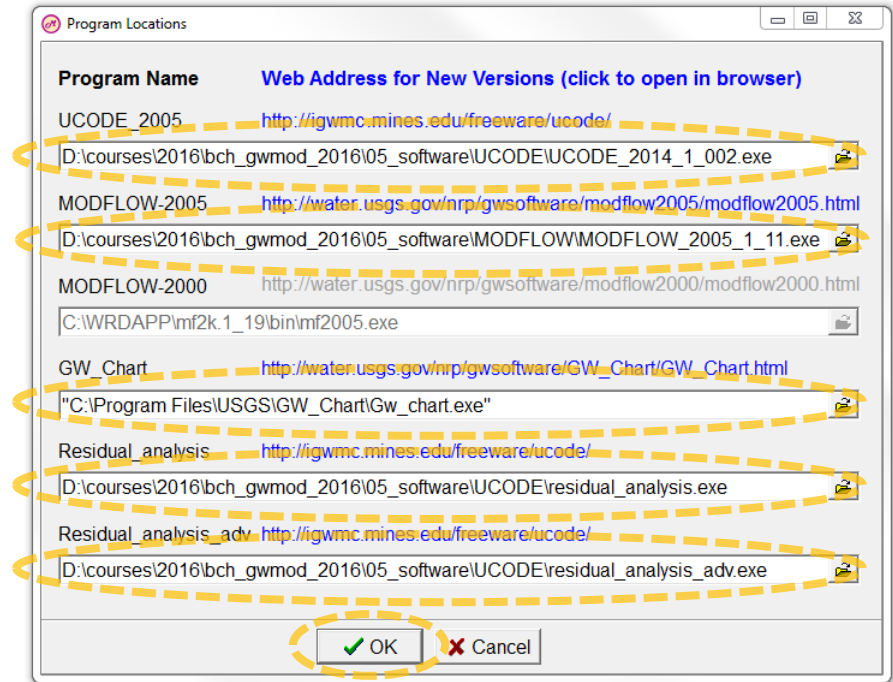 Program Locations
Program Name Web Address for New Versions (click to open in browser)
UCODE_2005 http://igwmc.mines.edu/freeware/ucode/
D:\courses\2016\bch_gwmod_2016\05_software\UCODE\UCODE_2014_1_002.exe
MODFLOW-2005 http://water.usgs.gov/nrp/gwsoftware/modflow2005/modflow2005.html
D:\courses\2016\bch_gwmod_2016\05_software\MODFLOW\MODFLOW_2005_1_11.exe
MODFLOW-2000 http://water.usgs.gov/nrp/gwsoftware/modflow2000/modflow2000.html
C:\WRDAPP\mf2k.1_19\bin\mf2005.exe
GW_Chart http://water.usgs.gov/nrp/gwsoftware/GW_Chart/GW_Chart.html
"C:\Program Files\USGS\GW_Chart\Gw_chart.exe"
Residual_analysis http://igwmc.mines.edu/freeware/ucode/
D:\courses\2016\bch_gwmod_2016\05_software\UCODE\residual_analysis.exe
Residual_analysis_adv http://igwmc.mines.edu/freeware/ucode/
D:\courses\2016\bch_gwmod_2016\05_software\UCODE\residual_analysis_adv.exe
OK Cancel